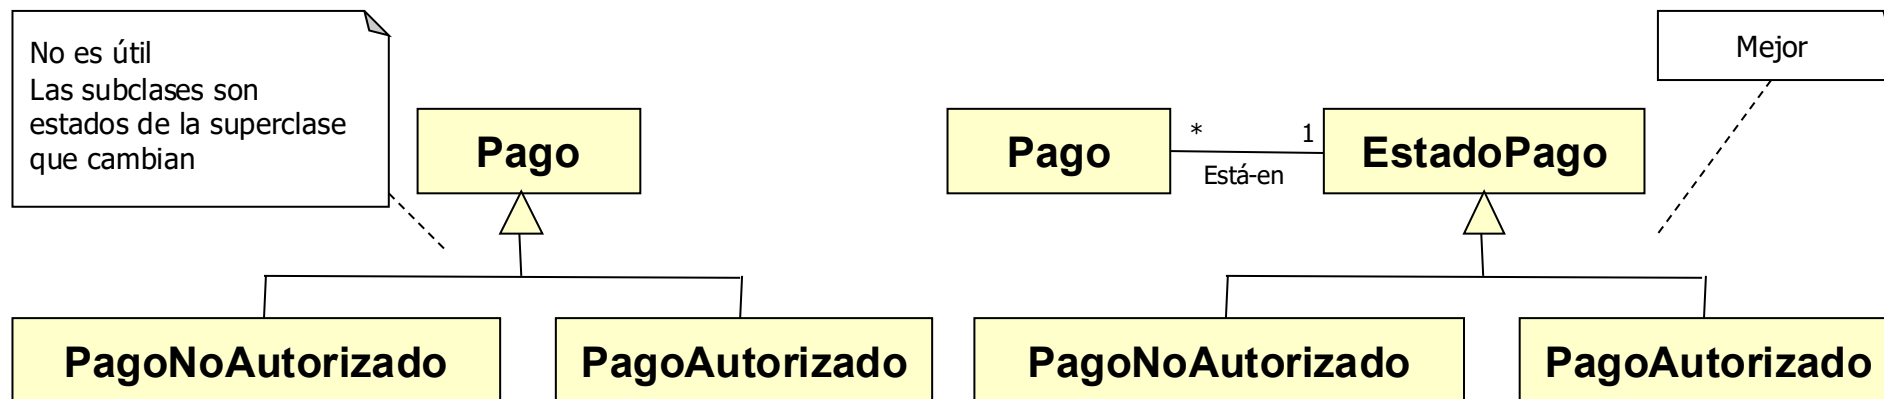 No es útil
Las subclases son
estados de la superclase
que cambian
Pago
PagoNoAutorizado
PagoAutorizado
Mejor
Pago
* 1
Está-en
EstadoPago
PagoNoAutorizado
PagoAutorizado